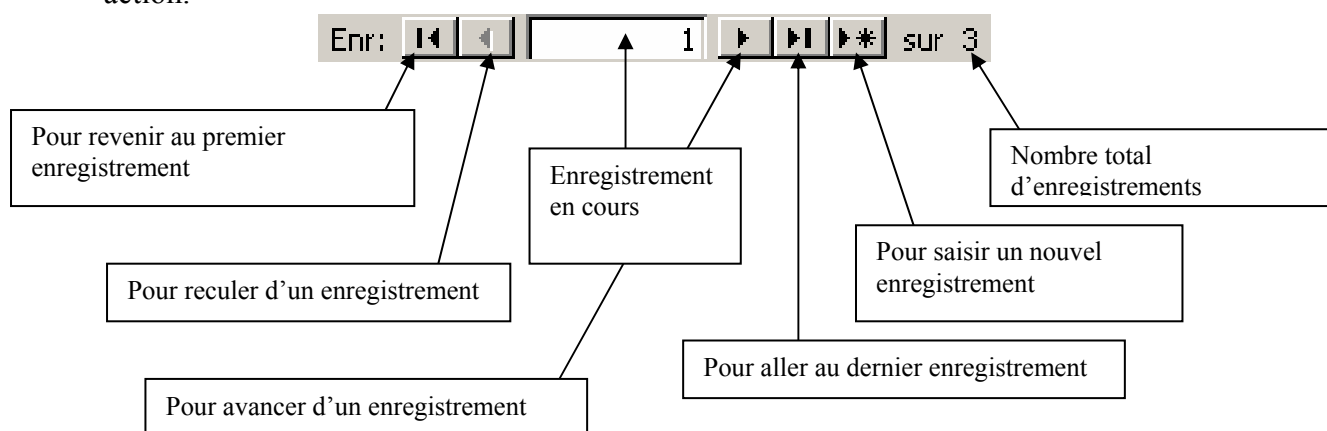 action.
Enr: 1 sur 3
Pour revenir au premier
enregistrement
Enregistrement
en cours
Nombre total
d’enregistrements
Pour saisir un nouvel
enregistrement
Pour reculer d’un enregistrement
Pour aller au dernier enregistrement
Pour avancer d’un enregistrement